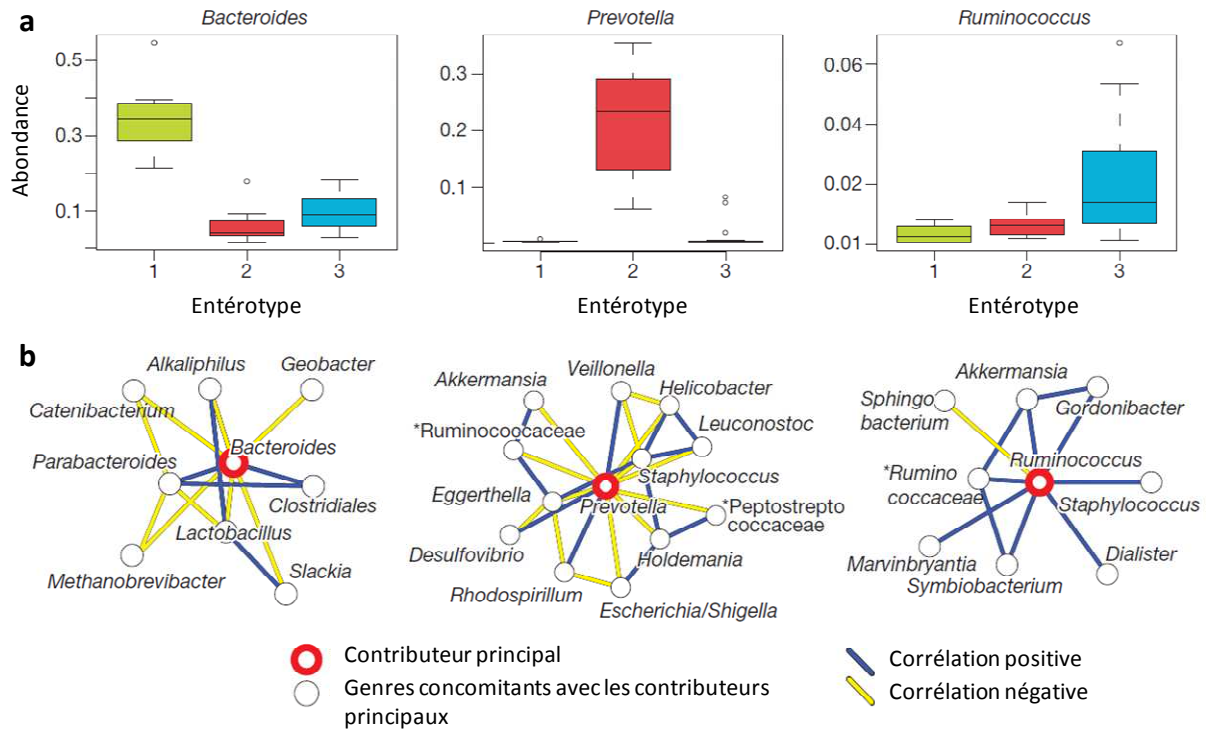 a
Bacteroides
Prevotella
Ruminococcus
Abondance
0.5
0.3
0.1
1
2
3
Entérotype
0.3
0.2
0.1
1
2
3
Entérotype
0.06
0.04
0.02
0.01
1
2
3
Entérotype
b
Alkaliphilus
Geobacter
Catenibacterium
Bacteroides
Parabacteroides
Clostridiales
Lactobacillus
Methanobrevibacter
Slackia
Veillonella
Akkermansia
Helicobacter
*Ruminoocaceae
Leuconostoc
Staphylococcus
Eggerthella
Prevotella
*Peptostrepto
coccaceae
Desulfovibrio
Holdemania
Rhodospirillum
Escherichia/Shigella
Akkermansia
Sphingo
bacterium
Gordonibacter
Ruminococcus
*Rumino
coccaceae
Staphylococcus
Marvinbryantia
Dialister
Symbiobacterium
Contributeur principal
Genres concomitants avec les contributeurs
principaux
Corrélation positive
Corrélation négative